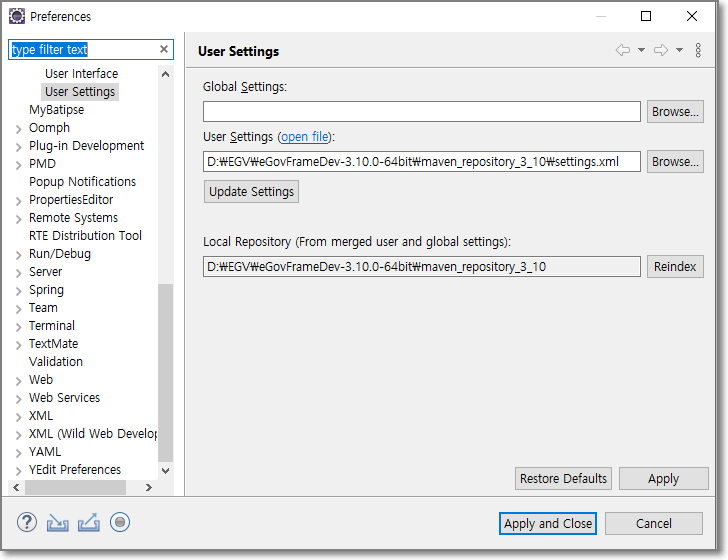 Preferences
type filter text
User Interface
User Settings
MyBatipse
Oomph
Plug-in Development
PMD
Popup Notifications
PropertiesEditor
Remote Systems
RTE Distribution Tool
Run/Debug
Server
Spring
Team
Terminal
TextMate
Validation
Web
Web Services
XML
XML (Wild Web Develop
YAML
YEdit Preferences
User Settings
Global Settings:
Browse...
User Settings (open file):
D:₩EGV₩eGovFrameDev-3.10.0-64bit₩maven_repository_3_10₩settings.xml
Browse...
Update Settings
Local Repository (From merged user and global settings):
D:₩EGV₩eGovFrameDev-3.10.0-64bit₩maven_repository_3_10
Reindex
Restore Defaults
Apply
Apply and Close
Cancel